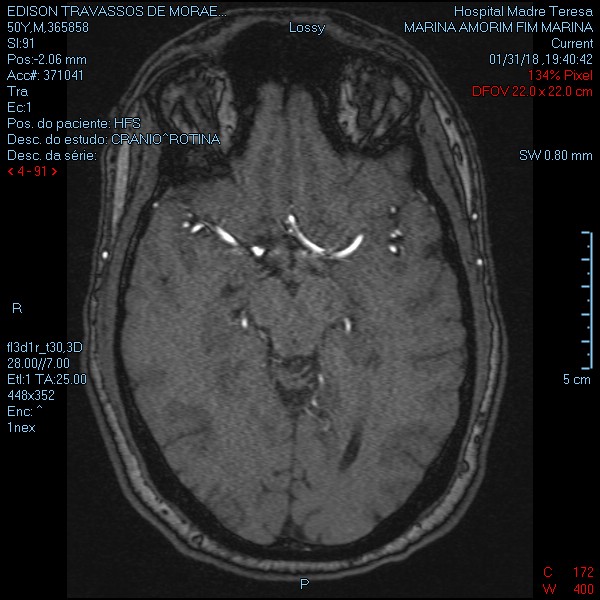 EDISON TRAVASSOS DE MORAE...
50Y,M,365858
Sl:91
Pos:-2.06 mm
Acc#: 371041
Tra
Ec:1
Pos. do paciente: HFS
Desc. do estudo: CRANIO^ROTINA
Desc. da série:
< 4 - 91 >
Lossy
Hospital Madre Teresa
MARINA AMORIM FIM MARINA
Current
01/31/18 ,19:40:42
134% Pixel
DFOV 22.0 x 22.0 cm
SW 0.80 mm
R
5 cm
fl3d1r_t30,3D
28.00//7.00
Etl:1 TA:25.00
448x352
Enc: ^
1nex
P
C 172
W 400